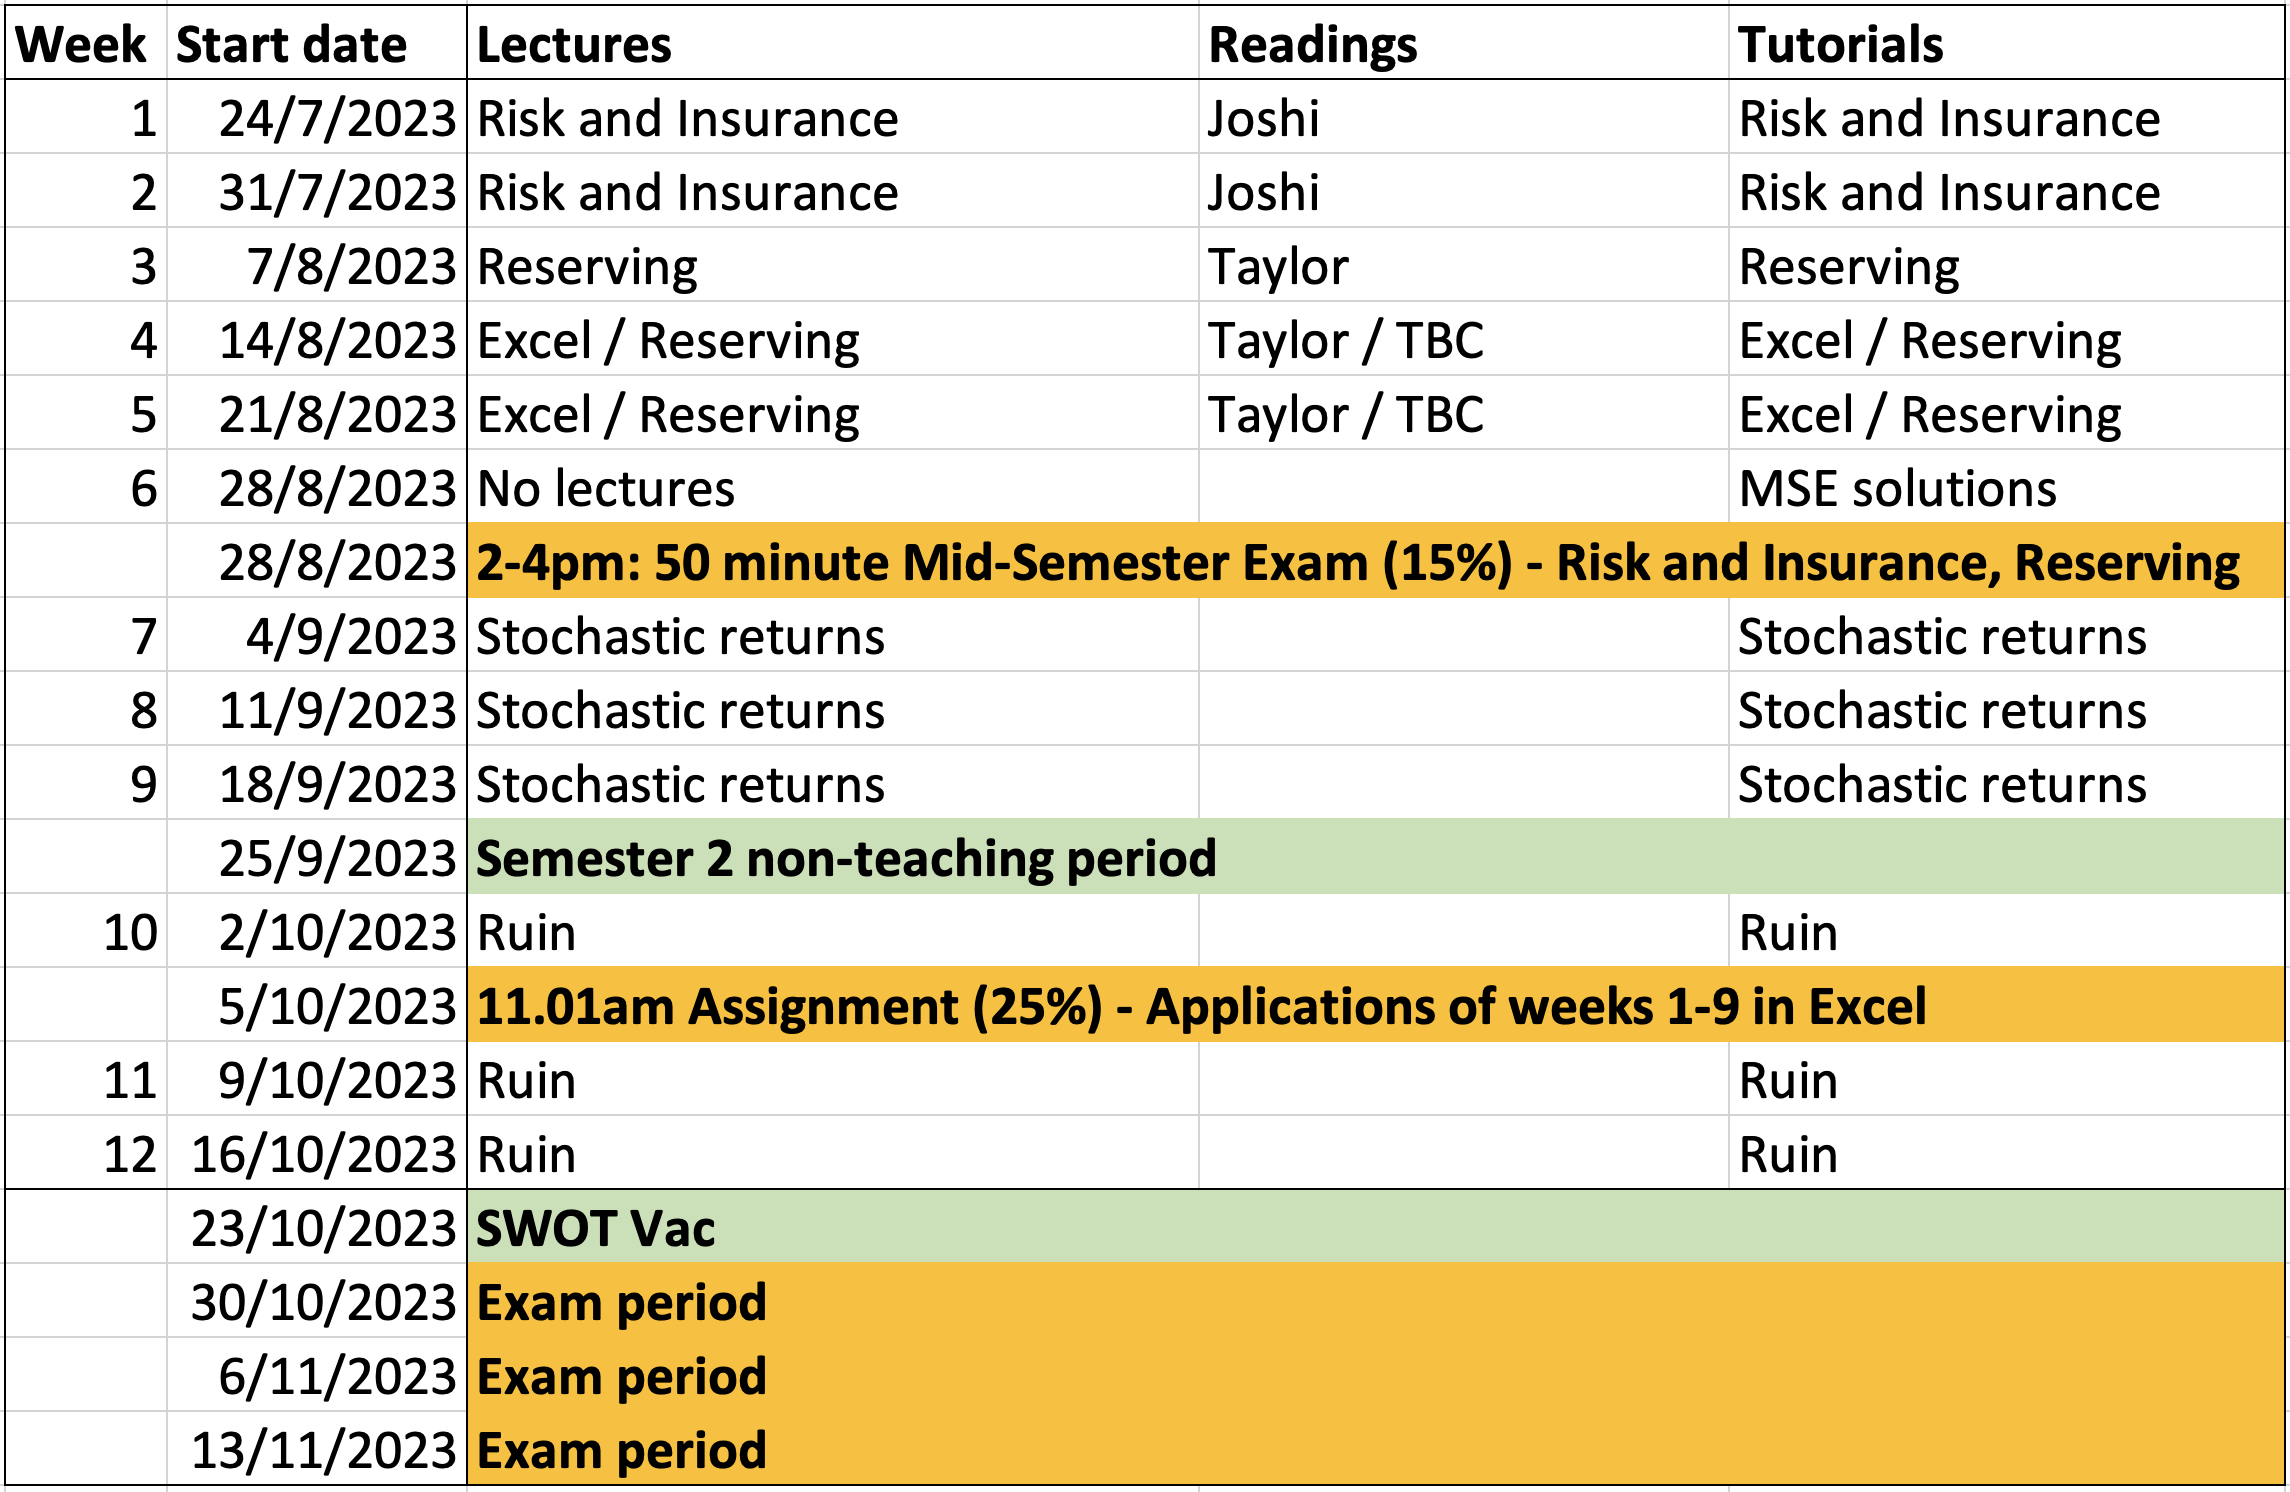 Week Start date Lectures Readings Tutorials
1 24/7/2023 Risk and Insurance Joshi Risk and Insurance
2 31/7/2023 Risk and Insurance Joshi Risk and Insurance
3 7/8/2023 Reserving Taylor Reserving
4 14/8/2023 Excel / Reserving Taylor / TBC Excel / Reserving
5 21/8/2023 Excel / Reserving Taylor / TBC Excel / Reserving
6 28/8/2023 No lectures MSE solutions
28/8/2023 2-4pm: 50 minute Mid-Semester Exam (15%) - Risk and Insurance, Reserving
7 4/9/2023 Stochastic returns Stochastic returns
8 11/9/2023 Stochastic returns Stochastic returns
9 18/9/2023 Stochastic returns Stochastic returns
25/9/2023 Semester 2 non-teaching period
10 2/10/2023 Ruin Ruin
5/10/2023 11.01am Assignment (25%) - Applications of weeks 1-9 in Excel
11 9/10/2023 Ruin Ruin
12 16/10/2023 Ruin Ruin
23/10/2023 SWOT Vac
30/10/2023 Exam period
6/11/2023 Exam period
13/11/2023 Exam period